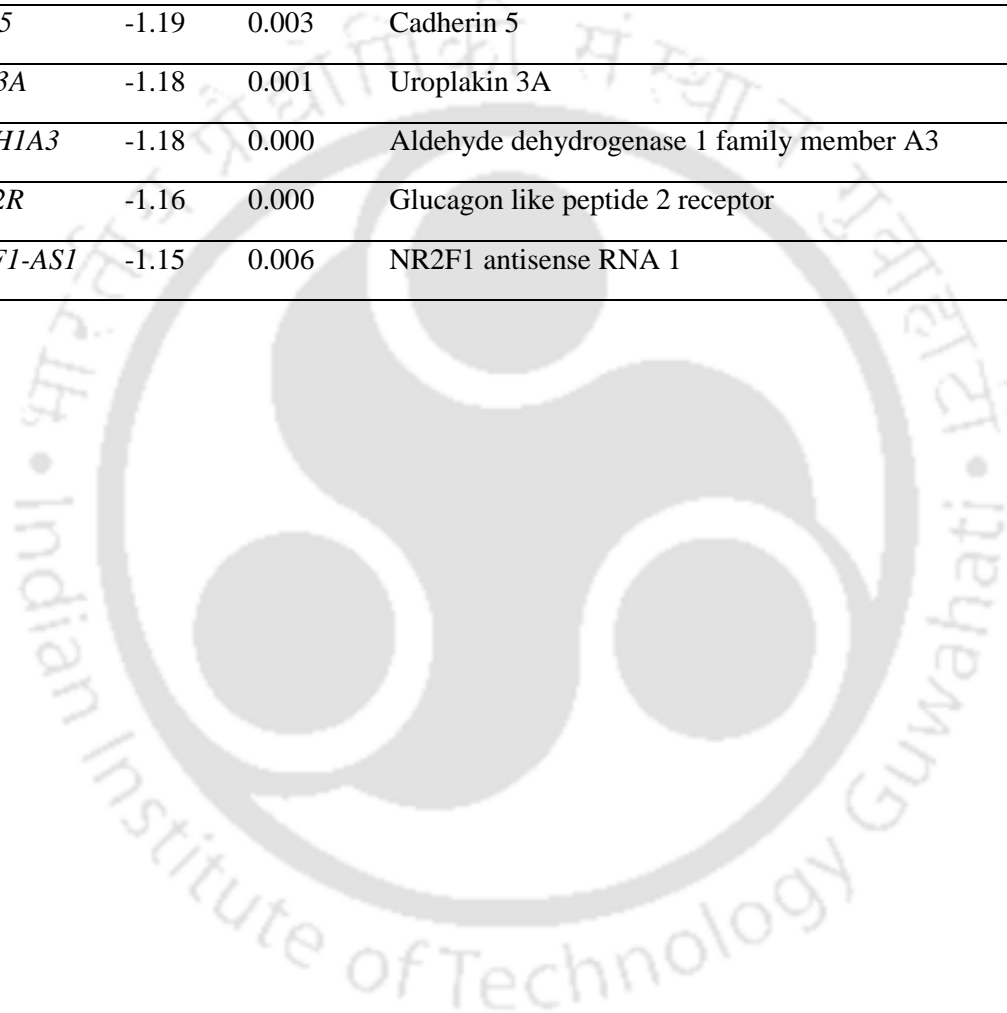 5 -1.19 0.003 Cadherin 5
3A -1.18 0.001 Uroplakin 3A
H1A3 -1.18 0.000 Aldehyde dehydrogenase 1 family member A3
2R -1.16 0.000 Glucagon like peptide 2 receptor
F1-AS1 -1.15 0.006 NR2F1 antisense RNA 1
Indian Institute of Technology Guwahati